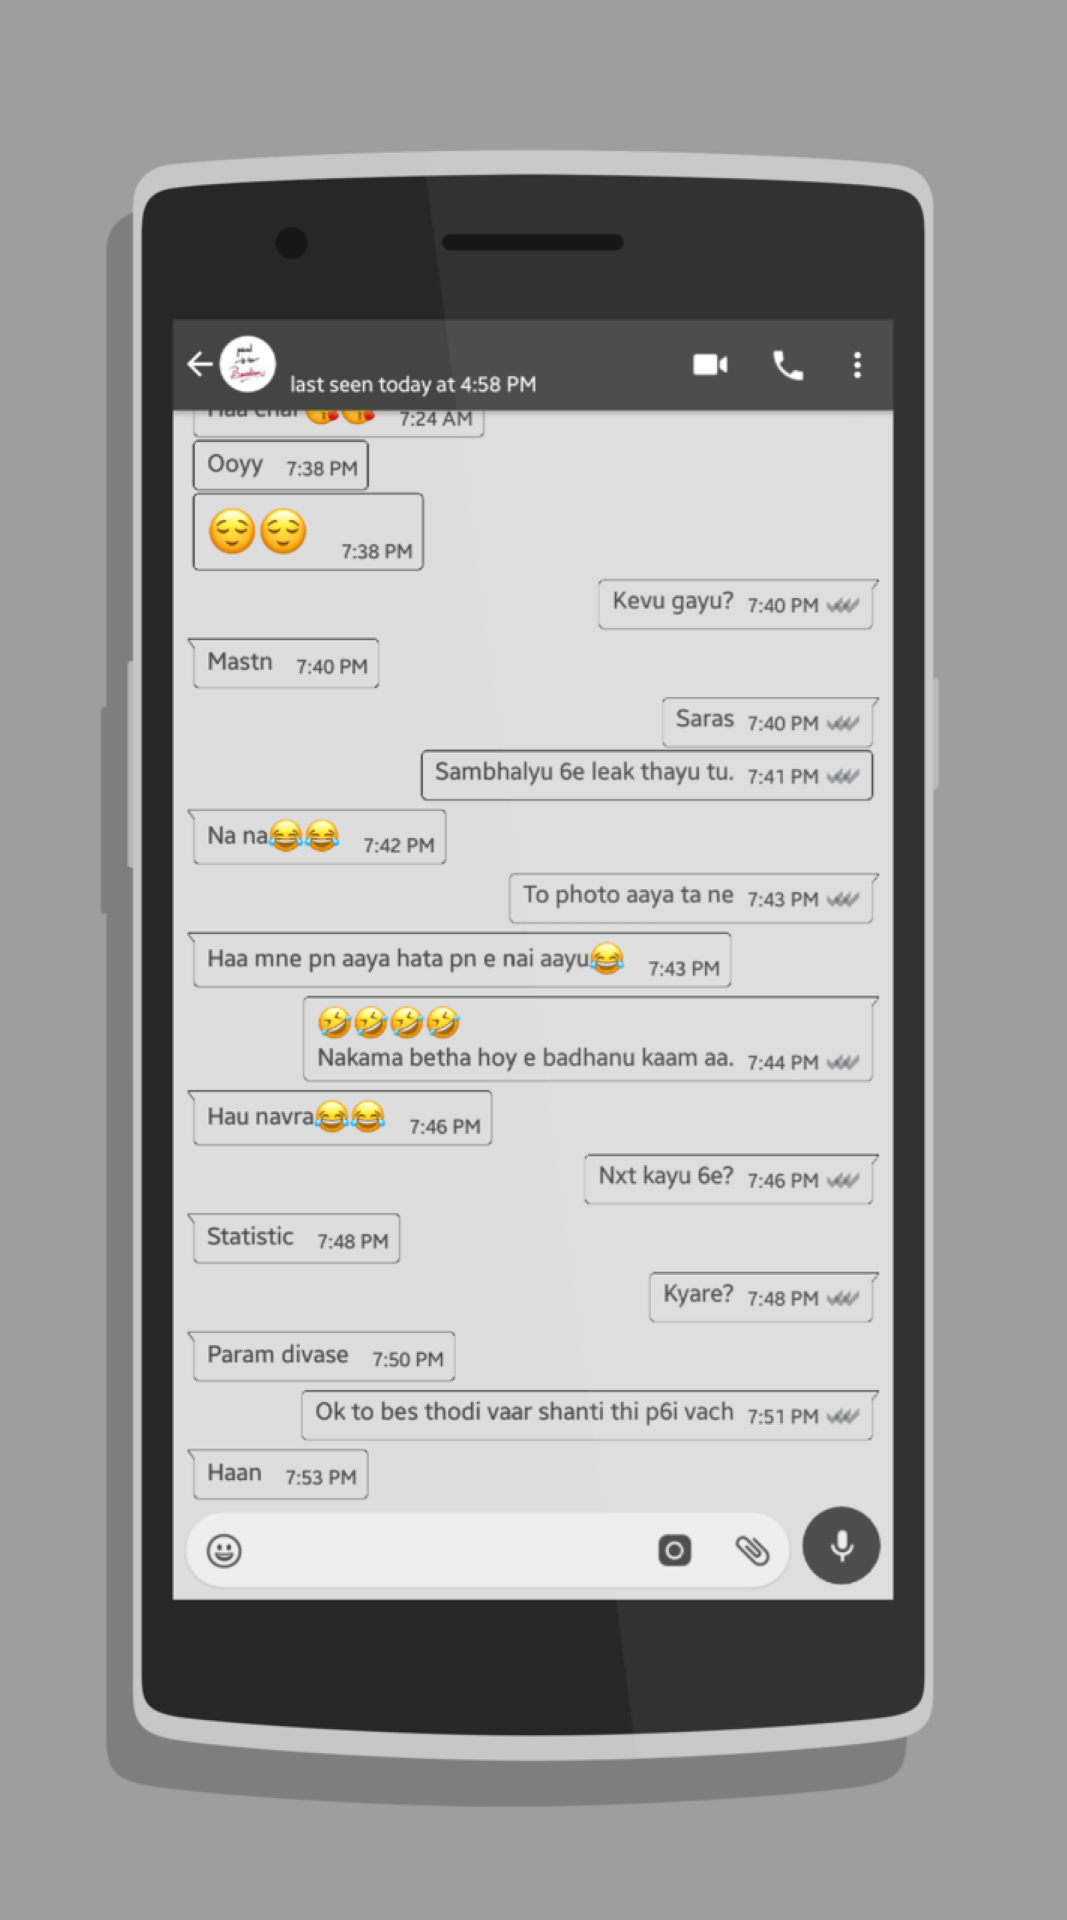 last seen today at 4:58 PM
7:24 AM
Ooyy 7:38 PM
😌😌 7:38 PM
Kevu gayu? 7:40 PM
Mastn 7:40 PM
Saras 7:40 PM
Sambhalyu 6e leak thayu tu. 7:41 PM
Na na😂😂 7:42 PM
To photo aaya ta ne 7:43 PM
Haa mne pn aaya hata pn e nai aayu😂 7:43 PM
🤣🤣🤣🤣
Nakama betha hoy e badhanu kaam aa. 7:44 PM
Hau navra😂😂 7:46 PM
Nxt kayu 6e? 7:46 PM
Statistic 7:48 PM
Kyare? 7:48 PM
Param divase 7:50 PM
Ok to bes thodi vaar shanti thi p6i vach 7:51 PM
Haan 7:53 PM